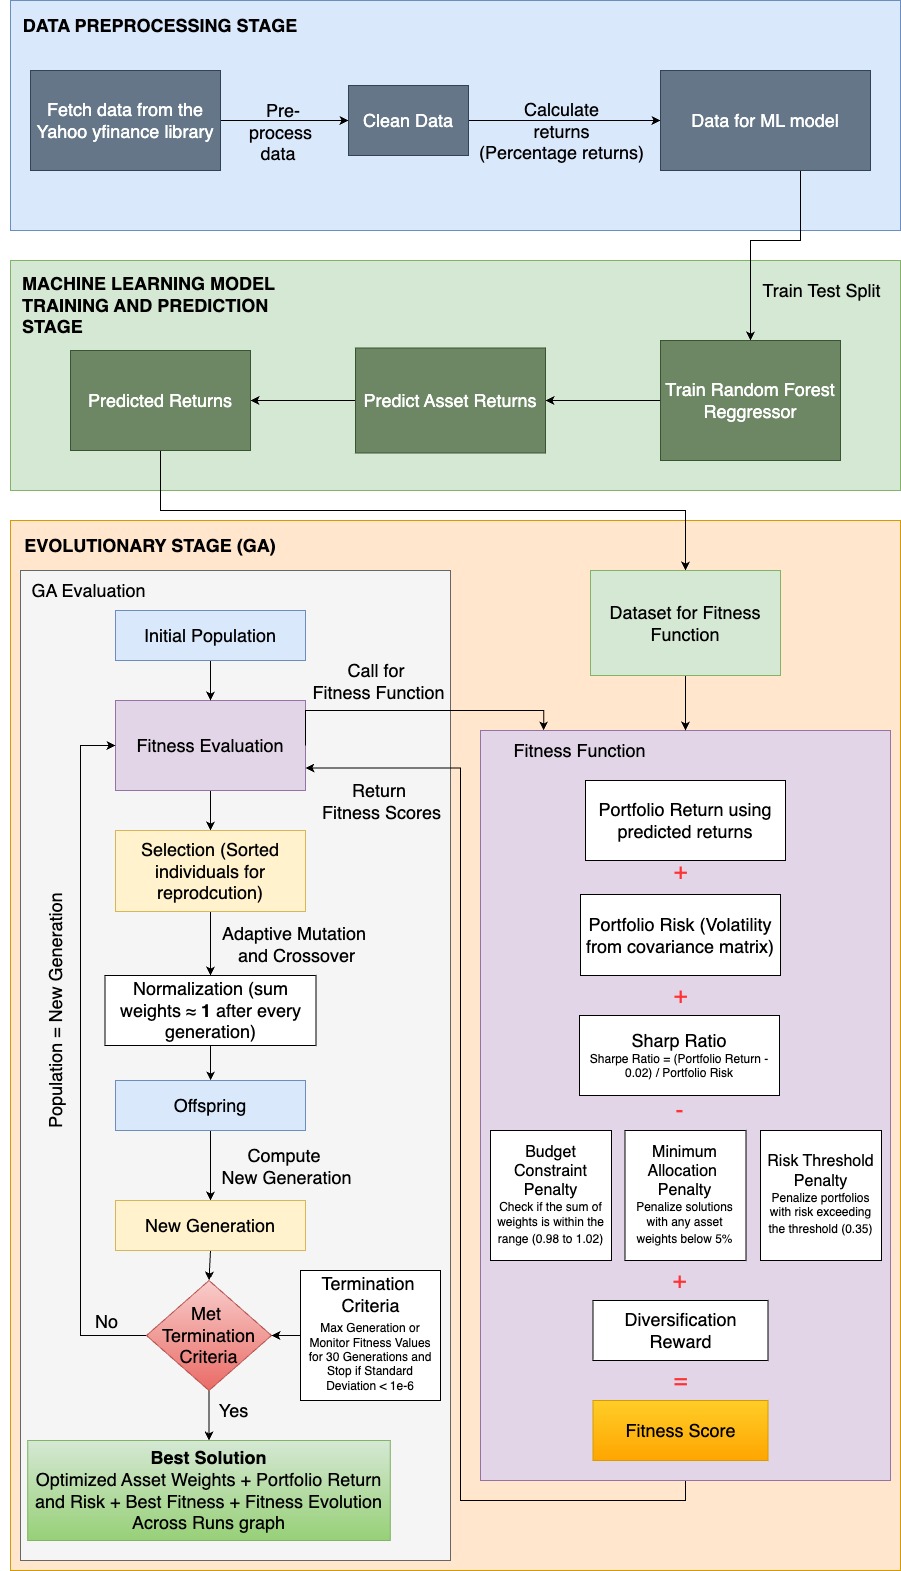 DATA PREPROCESSING STAGE
Fetch data from the
Yahoo yfinance library
Pre-
process
data
Clean Data
Calculate
returns
(Percentage returns)
Data for ML model
MACHINE LEARNING MODEL
TRAINING AND PREDICTION
STAGE
Train Test Split
Predicted Returns
Predict Asset Returns
Train Random Forest
Reggressor
EVOLUTIONARY STAGE (GA)
GA Evaluation
Initial Population
Call for
Fitness Function
Fitness Evaluation
Return
Fitness Scores
Selection (Sorted
individuals for
reprodcution)
Adaptive Mutation
and Crossover
Normalization (sum
weights ≈ 1 after every
generation)
Offspring
Compute
New Generation
New Generation
Population = New Generation
Met
Termination
Criteria
No
Yes
Termination
Criteria
Max Generation or
Monitor Fitness Values
for 30 Generations and
Stop if Standard
Deviation < 1e-6
Best Solution
Optimized Asset Weights + Portfolio Return
and Risk + Best Fitness + Fitness Evolution
Across Runs graph
Dataset for Fitness
Function
Fitness Function
Portfolio Return using
predicted returns
+
Portfolio Risk (Volatility
from covariance matrix)
+
Sharp Ratio
Sharpe Ratio = (Portfolio Return -
0.02) / Portfolio Risk
-
Budget
Constraint
Penalty
Check if the sum of
weights is within the
range (0.98 to 1.02)
Minimum
Allocation
Penalty
Penalize solutions
with any asset
weights below 5%
Risk Threshold
Penalty
Penalize portfolios
with risk exceeding
the threshold (0.35)
+
Diversification
Reward
=
Fitness Score